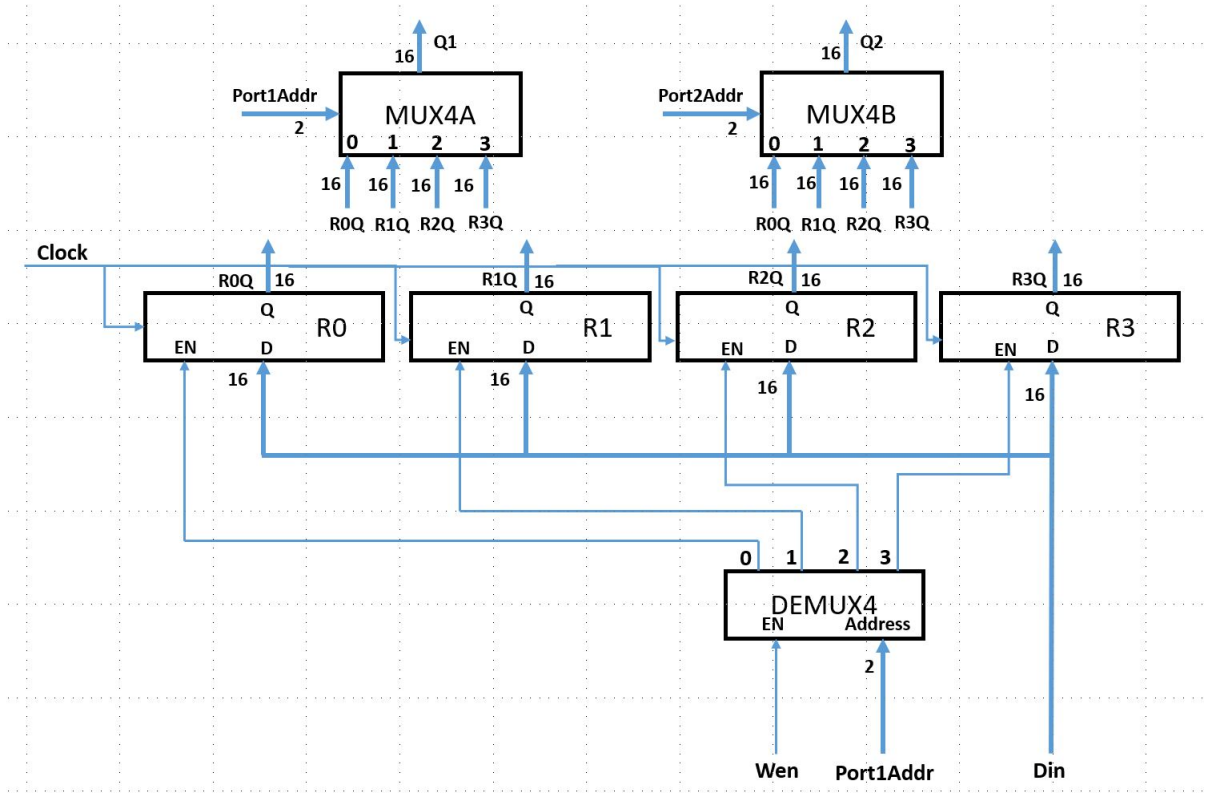 Q1
16
Port1Addr
2
MUX4A
0 1 2 3
16 16 16 16
R0Q R1Q R2Q R3Q
Q2
16
Port2Addr
2
MUX4B
0 1 2 3
16 16 16 16
R0Q R1Q R2Q R3Q
Clock
R0Q 16
Q
R0
EN D
16
R1Q 16
Q
R1
EN D
16
R2Q 16
Q
R2
EN D
16
R3Q 16
Q
R3
EN D
16
0 1 2 3
DEMUX4
EN Address
2
Wen Port1Addr Din